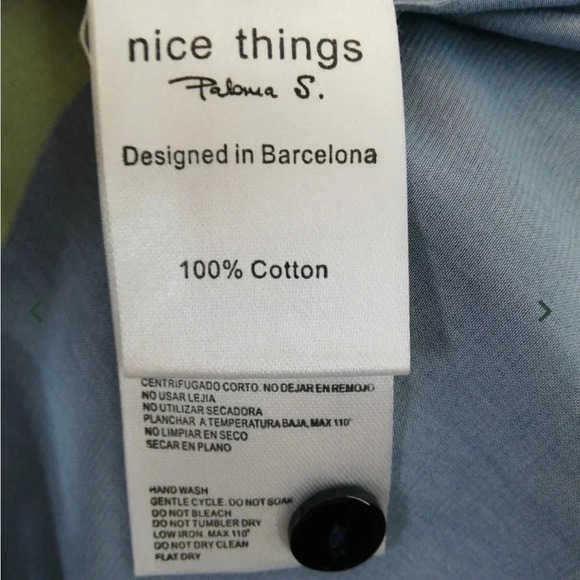 nice things
Paloma S.
Designed in Barcelona
100% Cotton
CENTRIFUGADO CORTO. NO DEJAR EN REMOJO
NO USAR LEJIA
NO UTILIZAR SECADORA
PLANCHAR A TEMPERATURA BAJA, MAX 110°
NO LIMPIAR EN SECO
SECAR EN PLANO
HAND WASH
GENTLE CYCLE. DO NOT SOAK
DO NOT BLEACH
DO NOT TUMBLER DRY
LOW IRON. MAX 110°
DO NOT DRY CLEAN
FLAT DRY